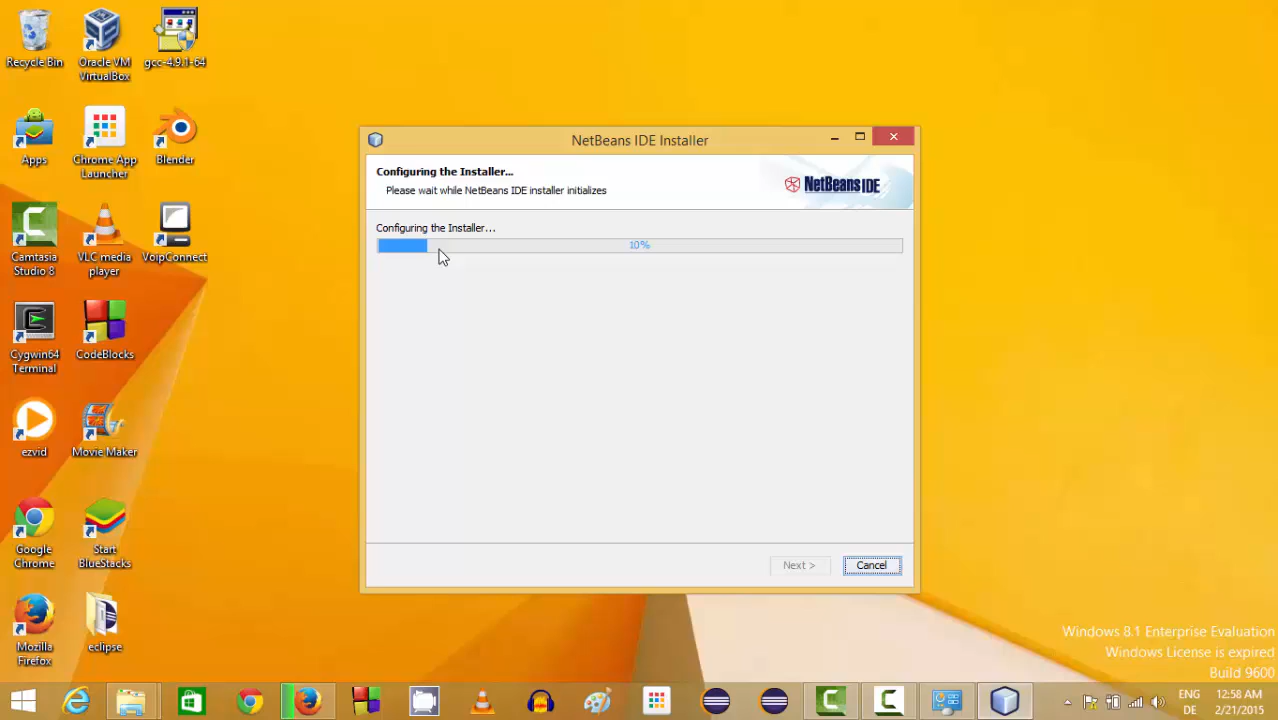 Recycle Bin
Oracle VM
VirtualBox
gcc-4.9.1-64
Apps
Chrome App
Launcher
Blender
Camtasia
Studio 8
VLC media
player
VoipConnect
Cygwin64
Terminal
CodeBlocks
ezvid
Movie Maker
Google
Chrome
Start
BlueStacks
Mozilla
Firefox
eclipse
NetBeans IDE Installer
Configuring the Installer...
Please wait while NetBeans IDE installer initializes
NetBeans IDE
Configuring the Installer...
10%
Next >
Cancel
Windows 8.1 Enterprise Evaluation
Windows License is expired
Build 9600
ENG
DE
12:58 AM
2/21/2015